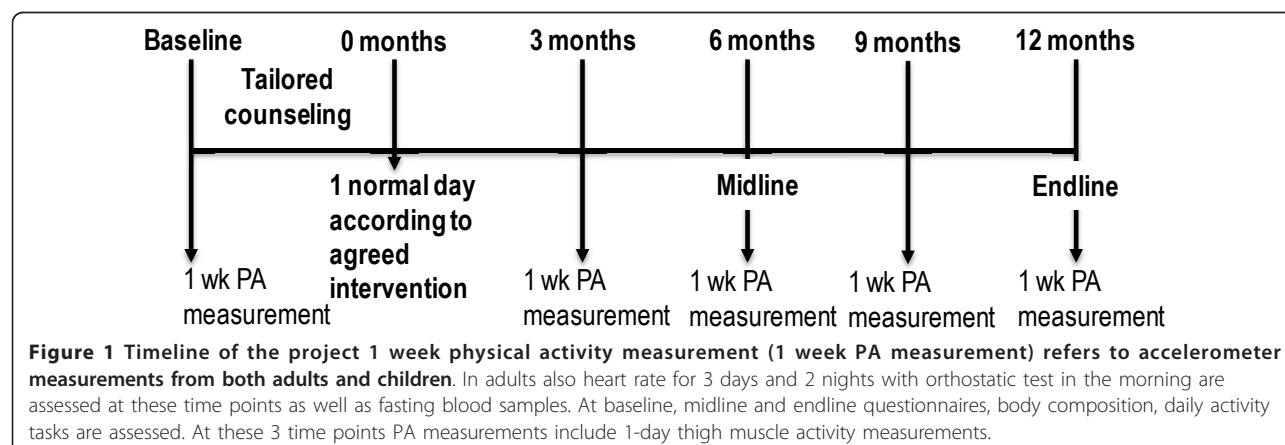 Baseline 0 months 3 months 6 months 9 months 12 months
Tailored
counseling
1 normal day
according to
agreed
intervention
Midline Endline
1 wk PA
measurement
1 wk PA
measurement
1 wk PA
measurement
1 wk PA
measurement
1 wk PA
measurement
Figure 1 Timeline of the project 1 week physical activity measurement (1 week PA measurement) refers to accelerometer
measurements from both adults and children. In adults also heart rate for 3 days and 2 nights with orthostatic test in the morning are
assessed at these time points as well as fasting blood samples. At baseline, midline and endline questionnaires, body composition, daily activity
tasks are assessed. At these 3 time points PA measurements include 1-day thigh muscle activity measurements.